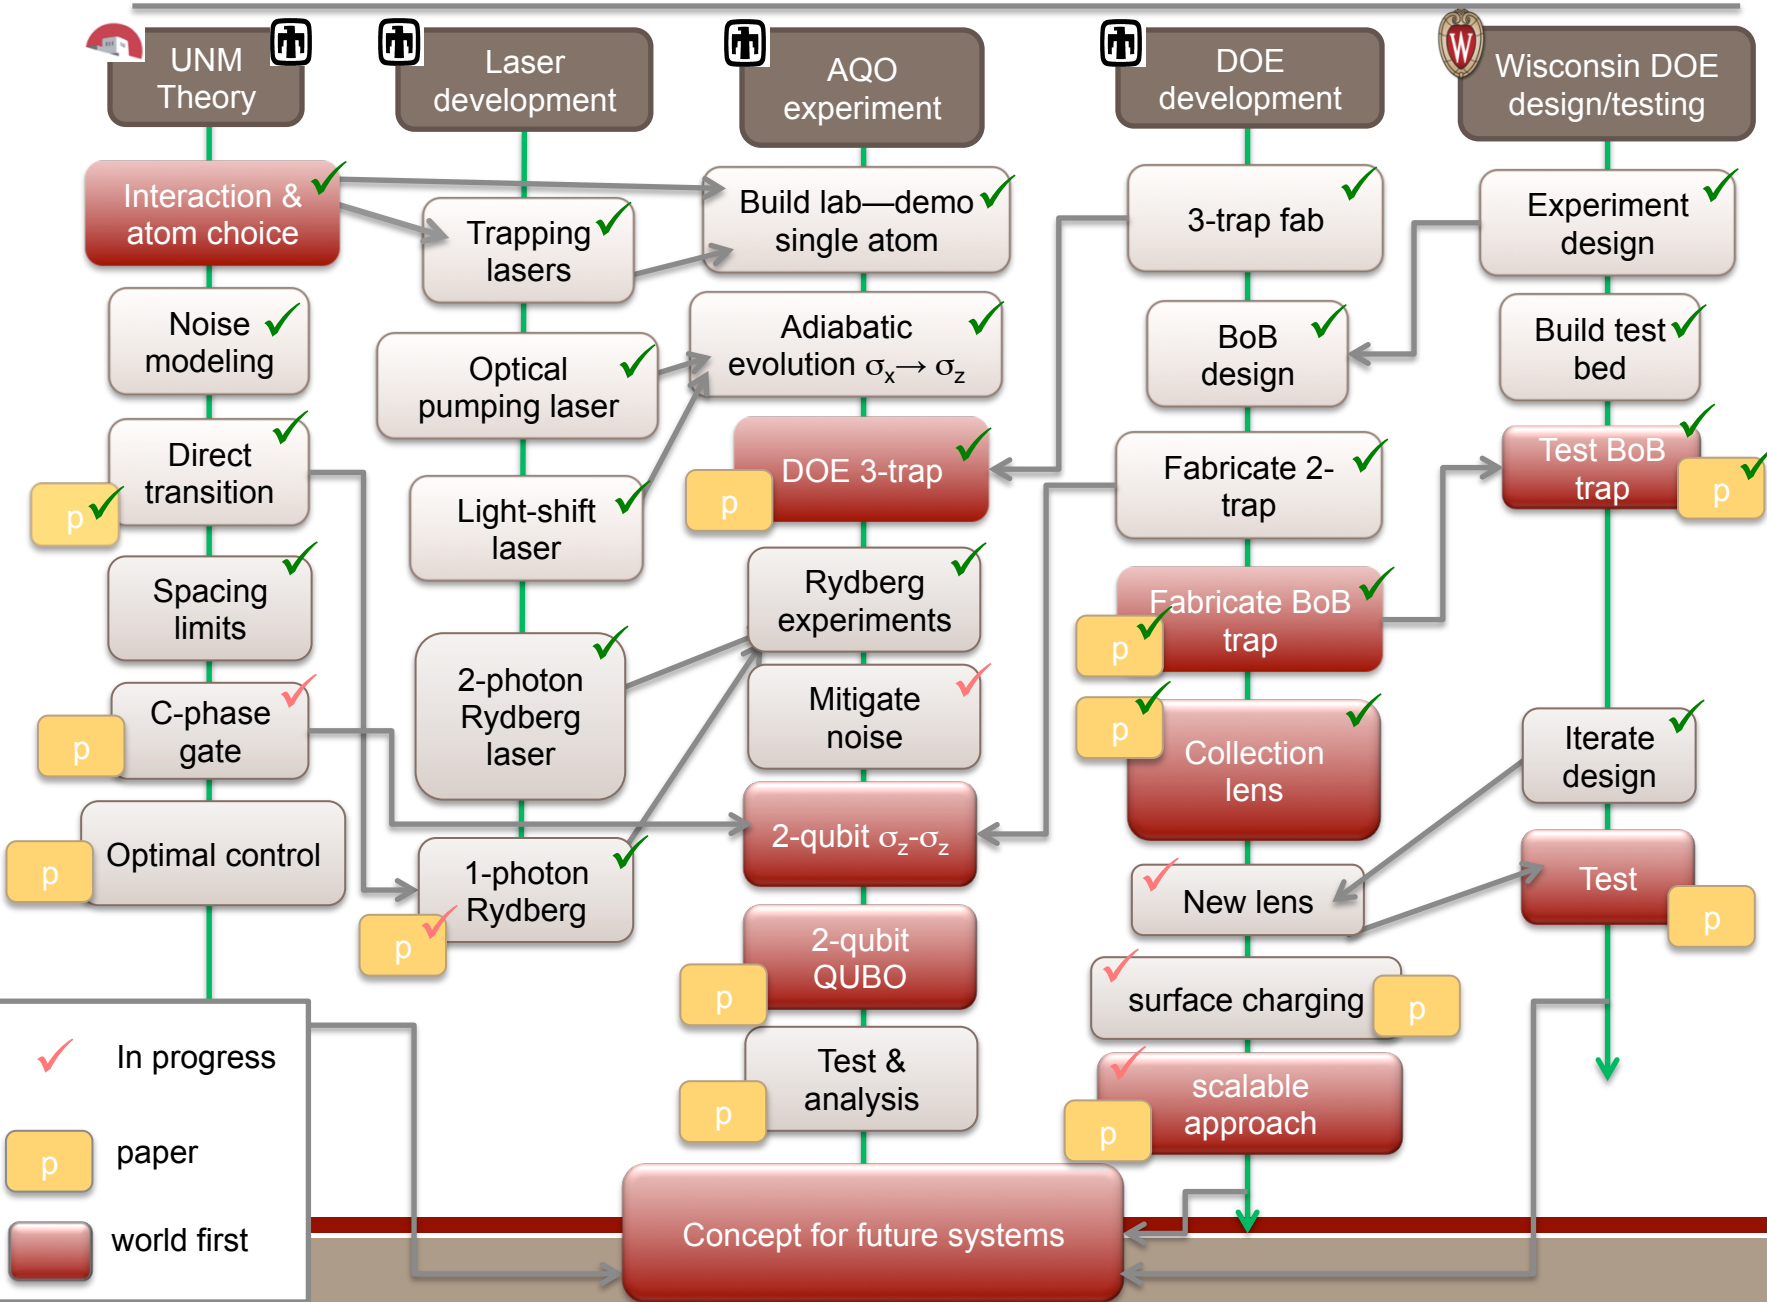 UNM
Theory
Laser
development
AQO
experiment
DOE
development
W
Wisconsin DOE
design/testing
Interaction &
atom choice
Noise
modeling
Direct
transition
p
Spacing
limits
C-phase
gate
p
Optimal control
p
Trapping
lasers
Optical
pumping laser
Light-shift
laser
2-photon
Rydberg
laser
1-photon
Rydberg
p
Build lab—demo
single atom
Adiabatic
evolution σx→ σz
DOE 3-trap
p
Rydberg
experiments
Mitigate
noise
2-qubit σz-σz
2-qubit
QUBO
p
Test &
analysis
p
3-trap fab
BoB
design
Fabricate 2-
trap
Fabricate BoB
trap
p
Collection
lens
p
New lens
surface charging
p
scalable
approach
p
Experiment
design
Build test
bed
Test BoB
trap
p
Iterate
design
Test
p
Concept for future systems
In progress
p
paper
world first